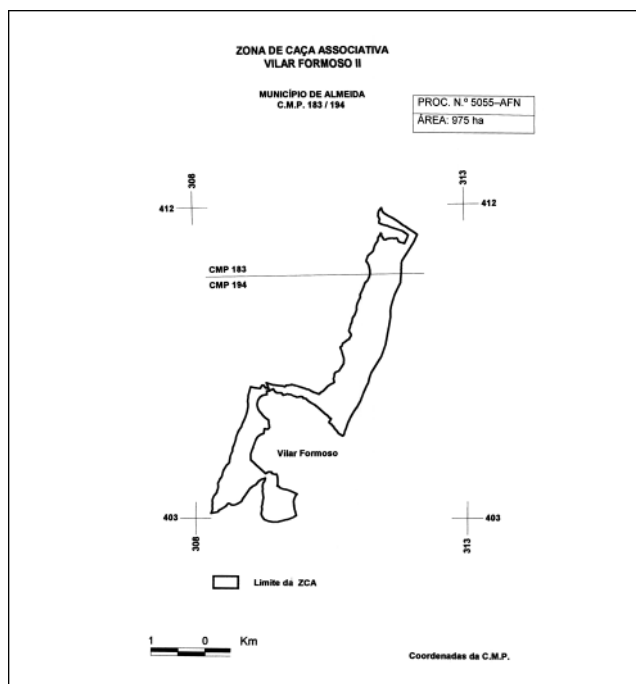 ZONA DE CAÇA ASSOCIATIVA
VILAR FORMOSO II
MUNICÍPIO DE ALMEIDA
C.M.P. 183 / 194
PROC. N.º 5055–AFN
ÁREA: 975 ha
308
313
412
412
CMP 183
CMP 194
Vilar Formoso
403
403
308
313
Limite da ZCA
1 0 Km
Coordenadas da C.M.P.